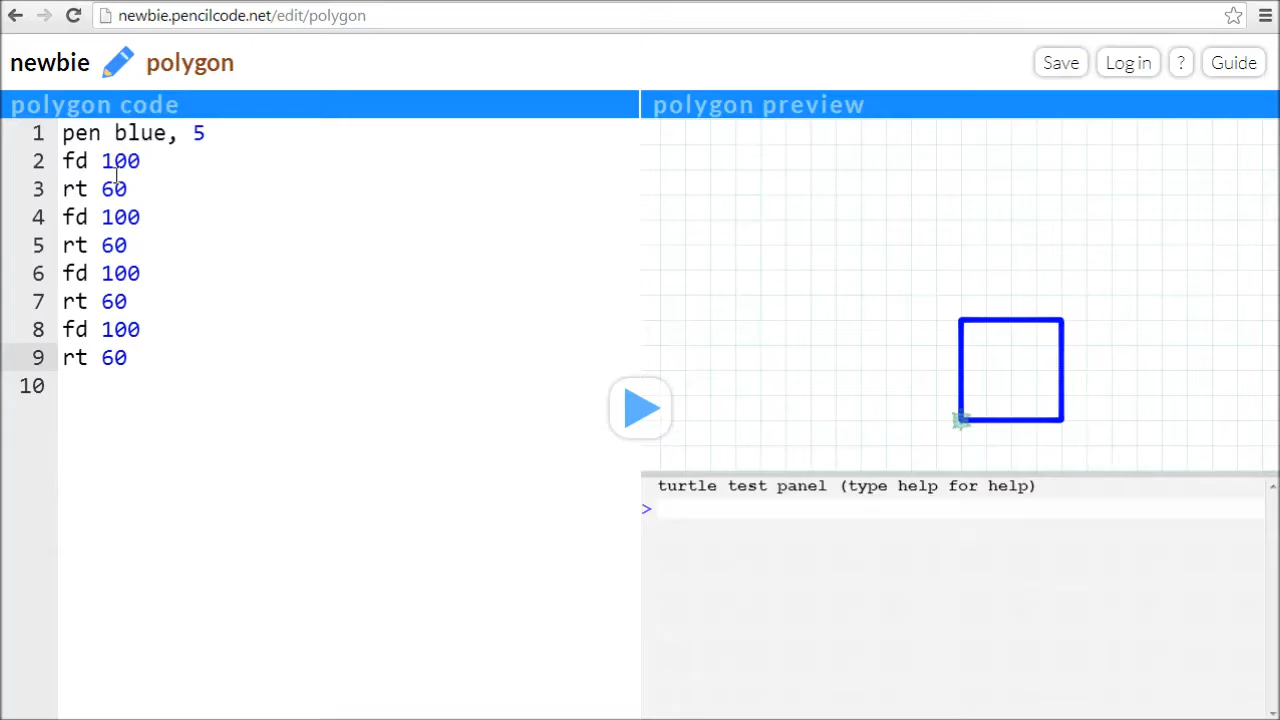 newbie.pencilcode.net/edit/polygon
newbie polygon Save Log in ? Guide
polygon code
1 pen blue, 5
2 fd 100
3 rt 60
4 fd 100
5 rt 60
6 fd 100
7 rt 60
8 fd 100
9 rt 60
10
polygon preview
turtle test panel (type help for help)
>